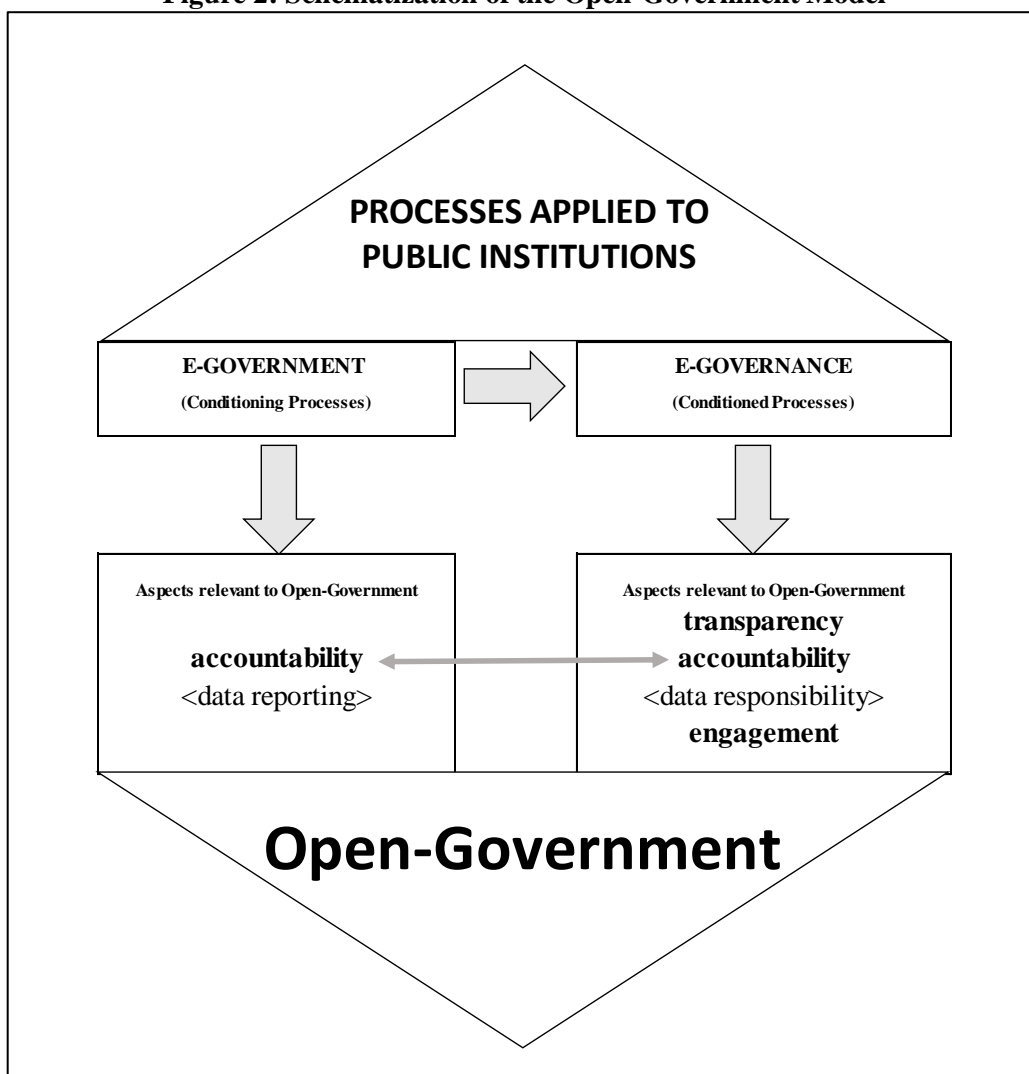 Figure 2: Schematization of the Open-Government Model
PROCESSES APPLIED TO
PUBLIC INSTITUTIONS
E-GOVERNMENT
(Conditioning Processes)
E-GOVERNANCE
(Conditioned Processes)
Aspects relevant to Open-Government
accountability
<data reporting>
Aspects relevant to Open-Government
transparency
accountability
<data responsibility>
engagement
Open-Government